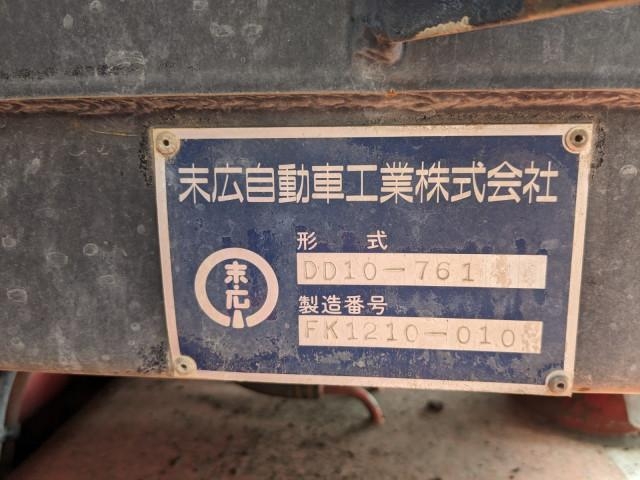 末広自動車工業株式会社
形 式
DD10-761
末広
製造番号
FK1210-010